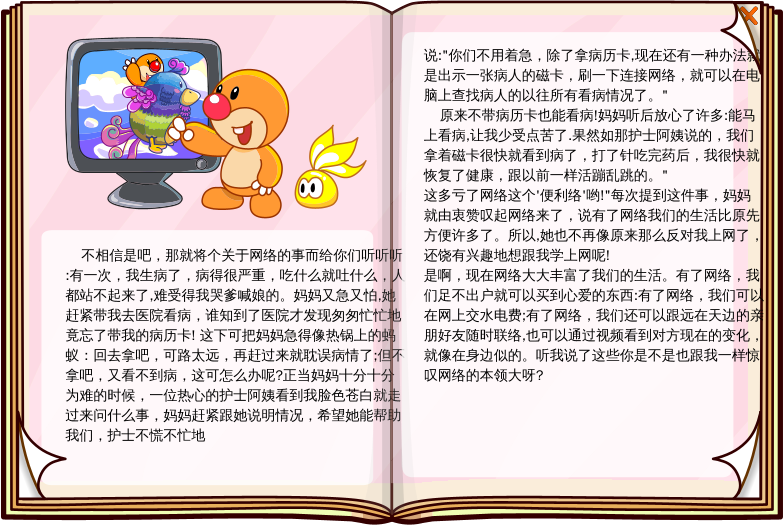 不相信是吧，那就将个关于网络的事而给你们听听听
:有一次，我生病了，病得很严重，吃什么就吐什么，人
都站不起来了,难受得我哭爹喊娘的。妈妈又急又怕,她
赶紧带我去医院看病，谁知到了医院才发现匆匆忙忙地
竟忘了带我的病历卡! 这下可把妈妈急得像热锅上的蚂
蚁：回去拿吧，可路太远，再赶过来就耽误病情了;但不
拿吧，又看不到病，这可怎么办呢?正当妈妈十分十分
为难的时候，一位热心的护士阿姨看到我脸色苍白就走
过来问什么事，妈妈赶紧跟她说明情况，希望她能帮助
我们，护士不慌不忙地
说:"你们不用着急，除了拿病历卡,现在还有一种办法就
是出示一张病人的磁卡，刷一下连接网络，就可以在电
脑上查找病人的以往所有看病情况了。"
原来不带病历卡也能看病!妈妈听后放心了许多:能马
上看病,让我少受点苦了.果然如那护士阿姨说的，我们
拿着磁卡很快就看到病了，打了针吃完药后，我很快就
恢复了健康，跟以前一样活蹦乱跳的。"
这多亏了网络这个'便利络'哟!"每次提到这件事，妈妈
就由衷赞叹起网络来了，说有了网络我们的生活比原先
方便许多了。所以,她也不再像原来那么反对我上网了，
还饶有兴趣地想跟我学上网呢!
是啊，现在网络大大丰富了我们的生活。有了网络，我
们足不出户就可以买到心爱的东西:有了网络，我们可以
在网上交水电费;有了网络，我们还可以跟远在天边的亲
朋好友随时联络,也可以通过视频看到对方现在的变化，
就像在身边似的。听我说了这些你是不是也跟我一样惊
叹网络的本领大呀?